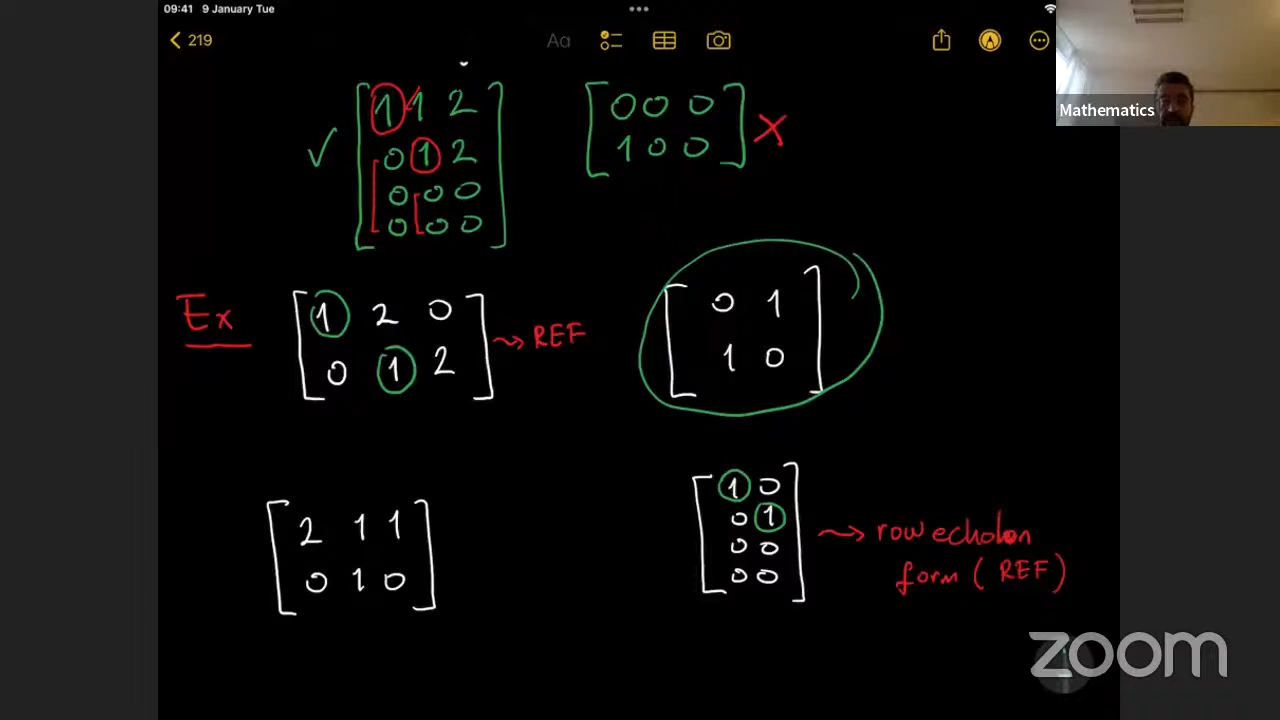 09:41 9 January Tue
219
Aa
Mathematics
1 1 2
0 1 2
0 0 0
0 0 0
0 0 0
1 0 0
X
Ex
1 2 0
0 1 2
REF
0 1
1 0
2 1 1
0 1 0
1 0
0 1
0 0
0 0
row echolon
form (REF)
zoom